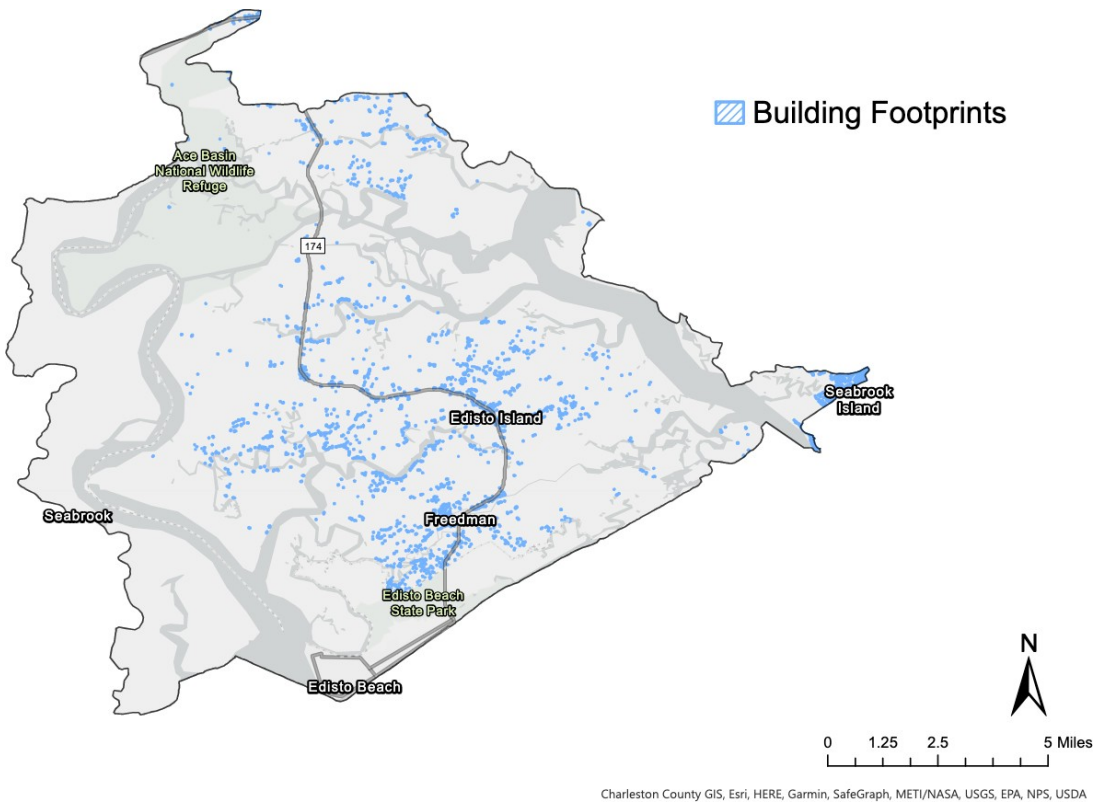 Building Footprints
Ace Basin
National Wildlife
Refuge
174
Seabrook
Island
Edisto Island
Seabrook
Freedman
Edisto Beach
State Park
Edisto Beach
N
0 1.25 2.5 5 Miles
Charleston County GIS, Esri, HERE, Garmin, SafeGraph, METI/NASA, USGS, EPA, NPS, USDA